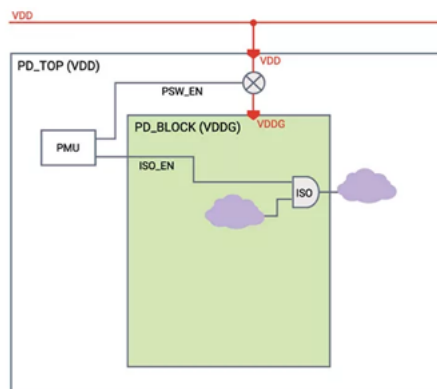 VDD
PD_TOP (VDD)
VDD
PSW_EN
PD_BLOCK (VDDG)
VDDG
PMU
ISO_EN
ISO